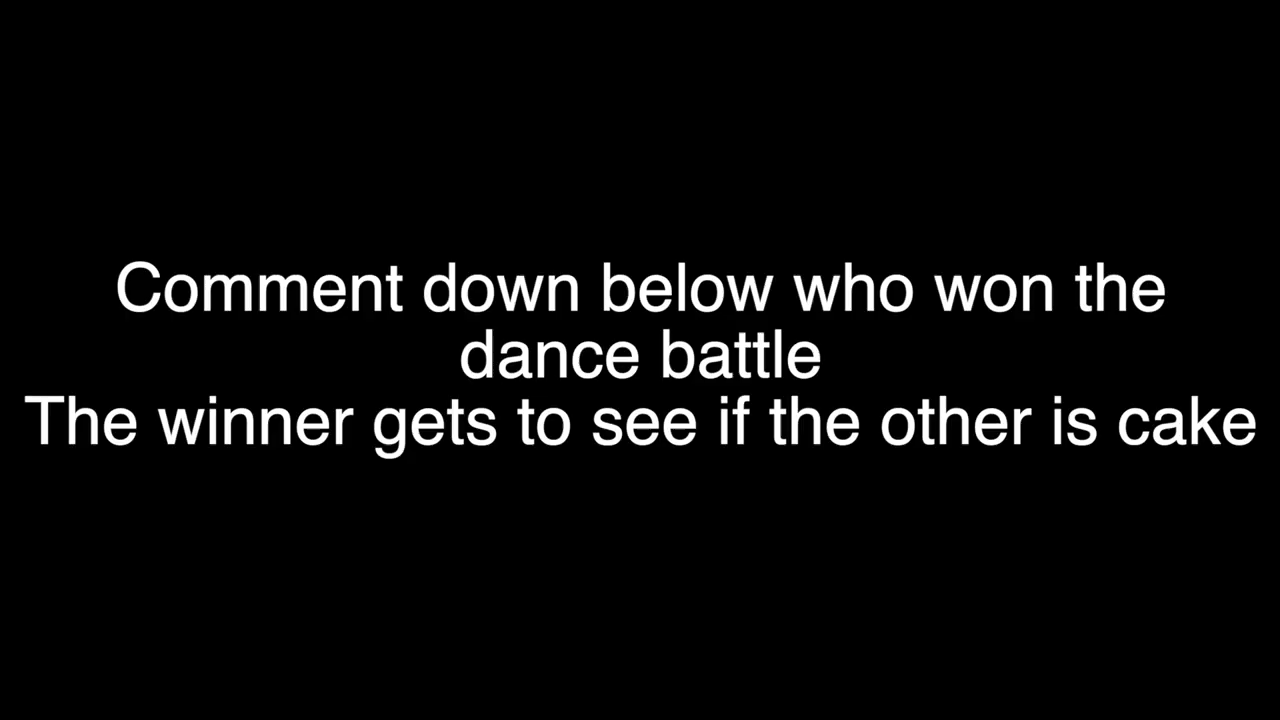 Comment down below who won the
dance battle
The winner gets to see if the other is cake